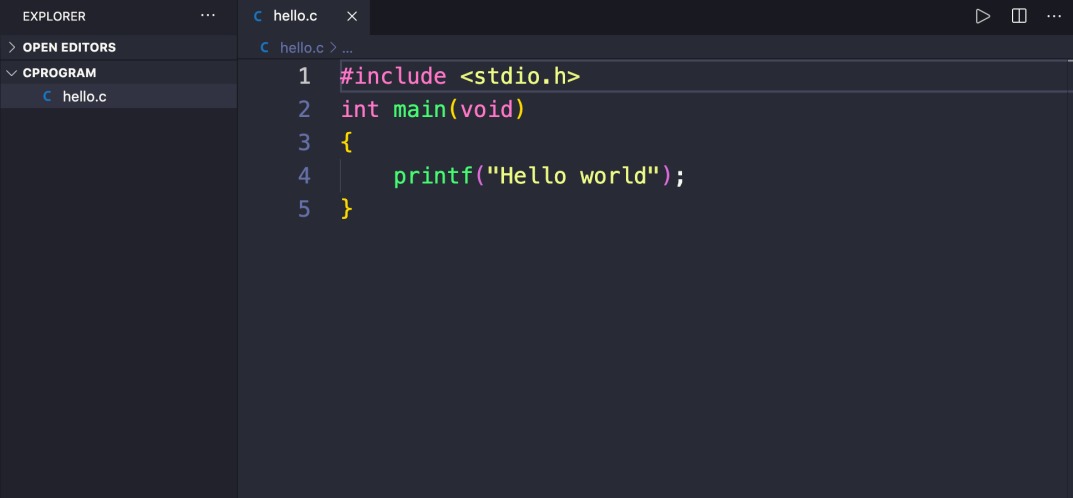 EXPLORER ...
C hello.c ×
OPEN EDITORS
C hello.c > ...
CPROGRAM
C hello.c
1 #include <stdio.h>
2 int main(void)
3 {
4     printf("Hello world");
5 }